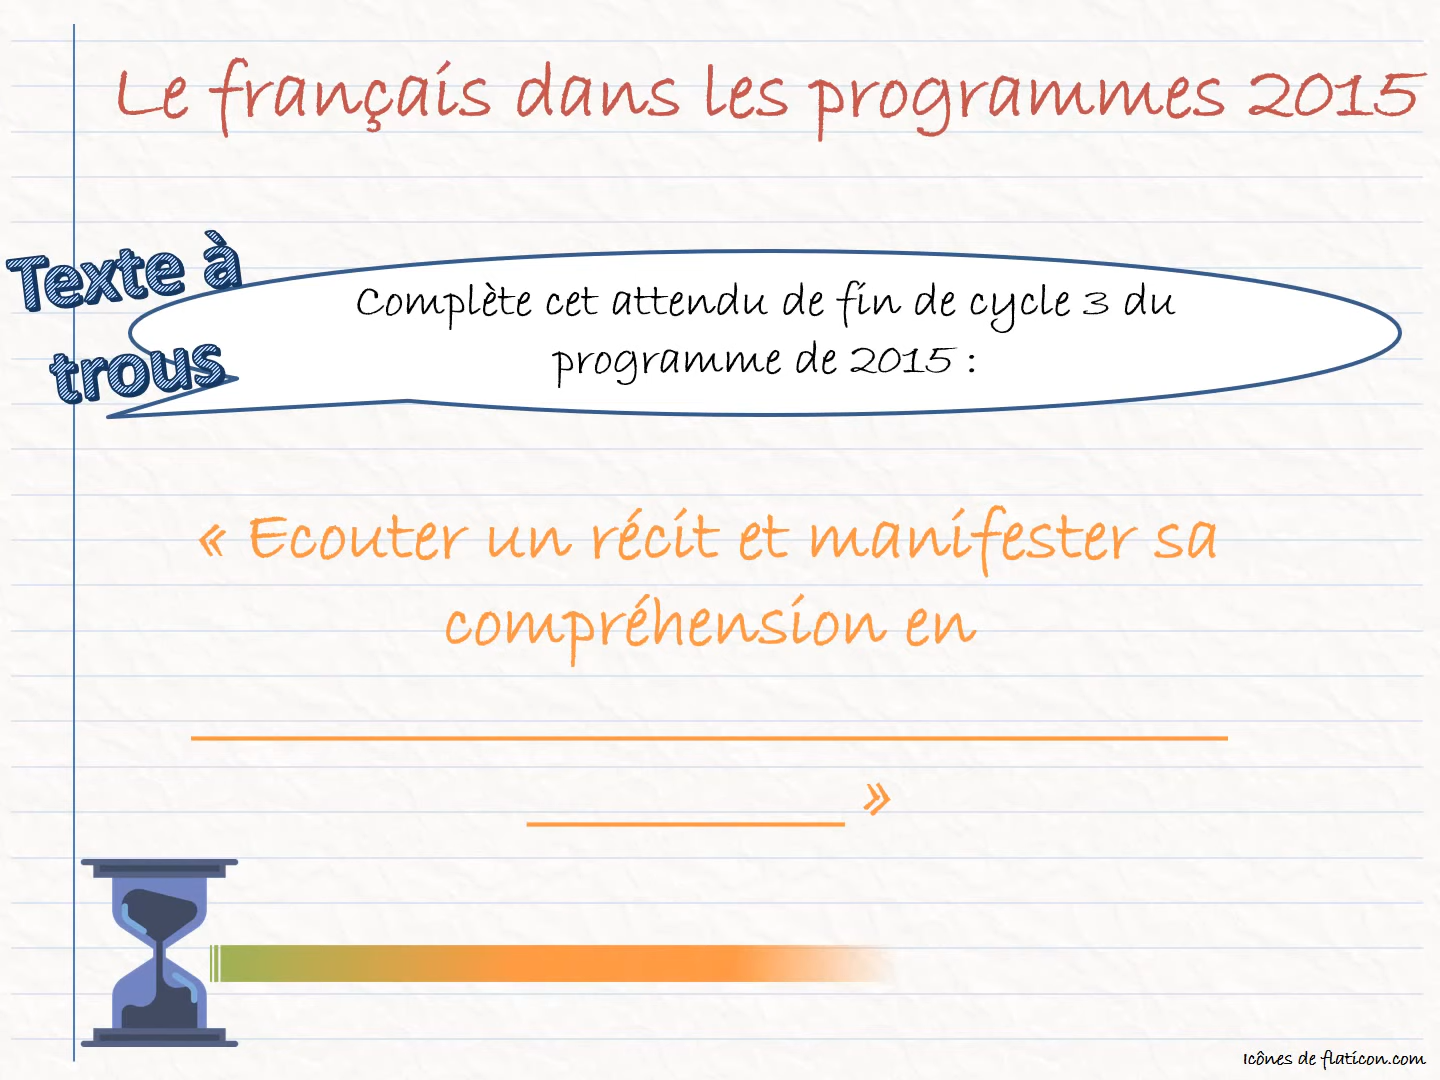 Le français dans les programmes 2015
Texte à
trous
Complète cet attendu de fin de cycle 3 du
programme de 2015 :
« Ecouter un récit et manifester sa
compréhension en
»
Icônes de flaticon.com